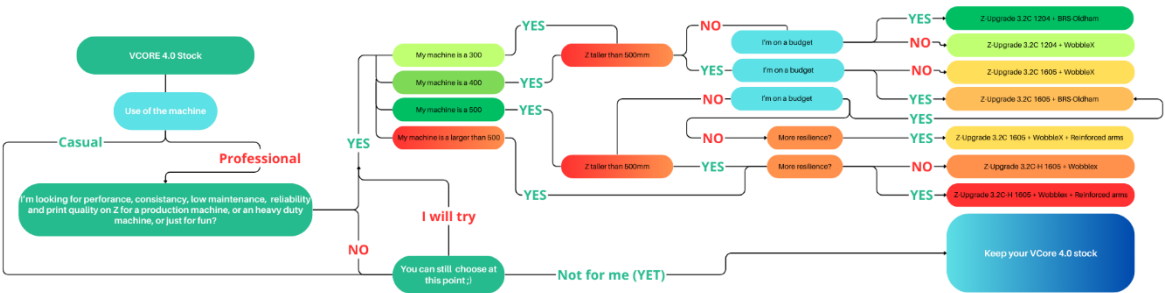 VCORE 4.0 Stock
Use of the machine
Casual
Professional
I'm looking for perforance, consistancy, low maintenance, reliability
and print quality on Z for a production machine, or an heavy duty
machine, or just for fun?
YES
NO
I will try
You can still choose at
this point ;)
Not for me (YET)
Keep your VCore 4.0 stock
My machine is a 300
My machine is a 400
My machine is a 500
My machine is a larger than 500
YES
YES
YES
YES
Z taller than 500mm
Z taller than 500mm
NO
YES
NO
YES
I'm on a budget
I'm on a budget
I'm on a budget
NO
More resilience?
More resilience?
YES
NO
NO
YES
YES
YES
NO
YES
Z-Upgrade 3.2C 1204 + BRS-Oldham
Z-Upgrade 3.2C 1204 + WobbleX
Z-Upgrade 3.2C 1605 + WobbleX
Z-Upgrade 3.2C 1605 + BRS-Oldham
Z-Upgrade 3.2C 1605 + WobbleX + Reinforced arms
Z-Upgrade 3.2C-H 1605 + Wobblex
Z-Upgrade 3.2C-H 1605 + Wobblex + Reinforced arms